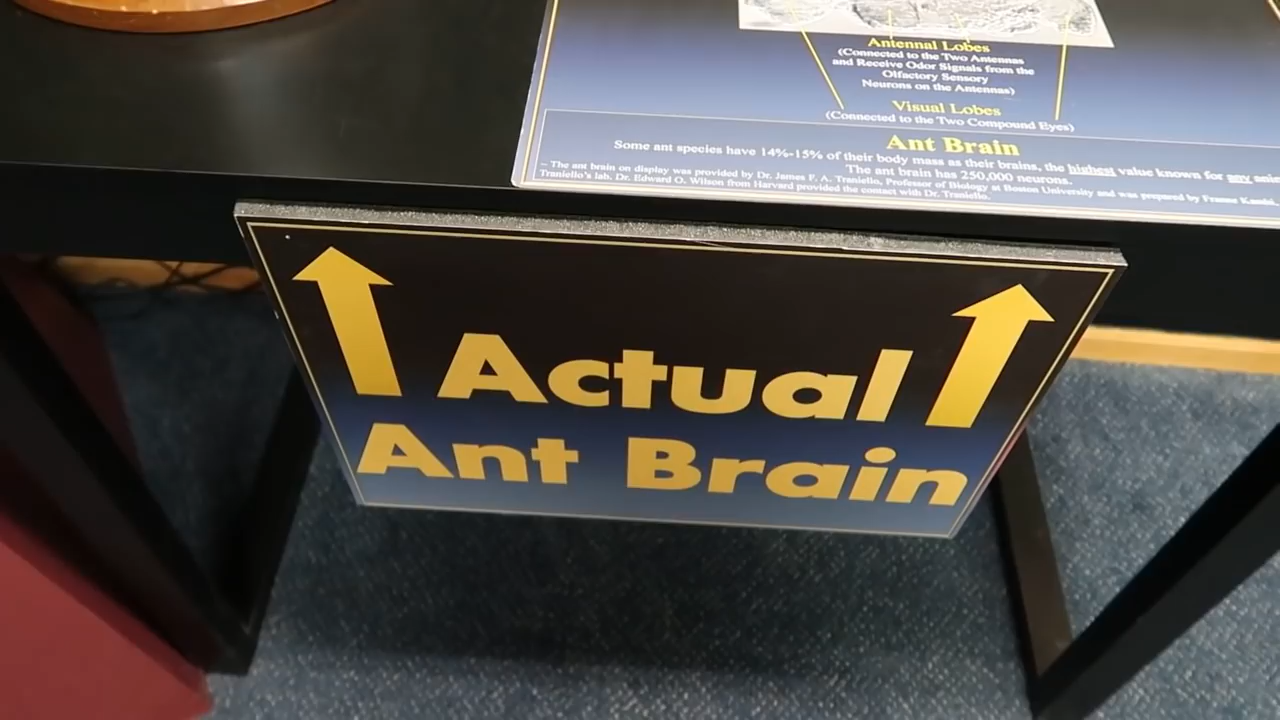 Antennal Lobes
(Connected to the Two Antennas
and Receive Odor Signals from the
Olfactory Sensory
Neurons on the Antennas)
Visual Lobes
(Connected to the Two Compound Eyes)
Ant Brain
Some ant species have 14%-15% of their body mass as their brains, the highest value known for any
The ant brain has 250,000 neurons.
– The ant brain on display was provided by Dr. James F. A. Traniello, Professor of Biology at Boston University and was prepared by Franne
Traniello's lab. Dr. Edward O. Wilson from Harvard provided the contact with Dr. Traniello.
Actual
Ant Brain